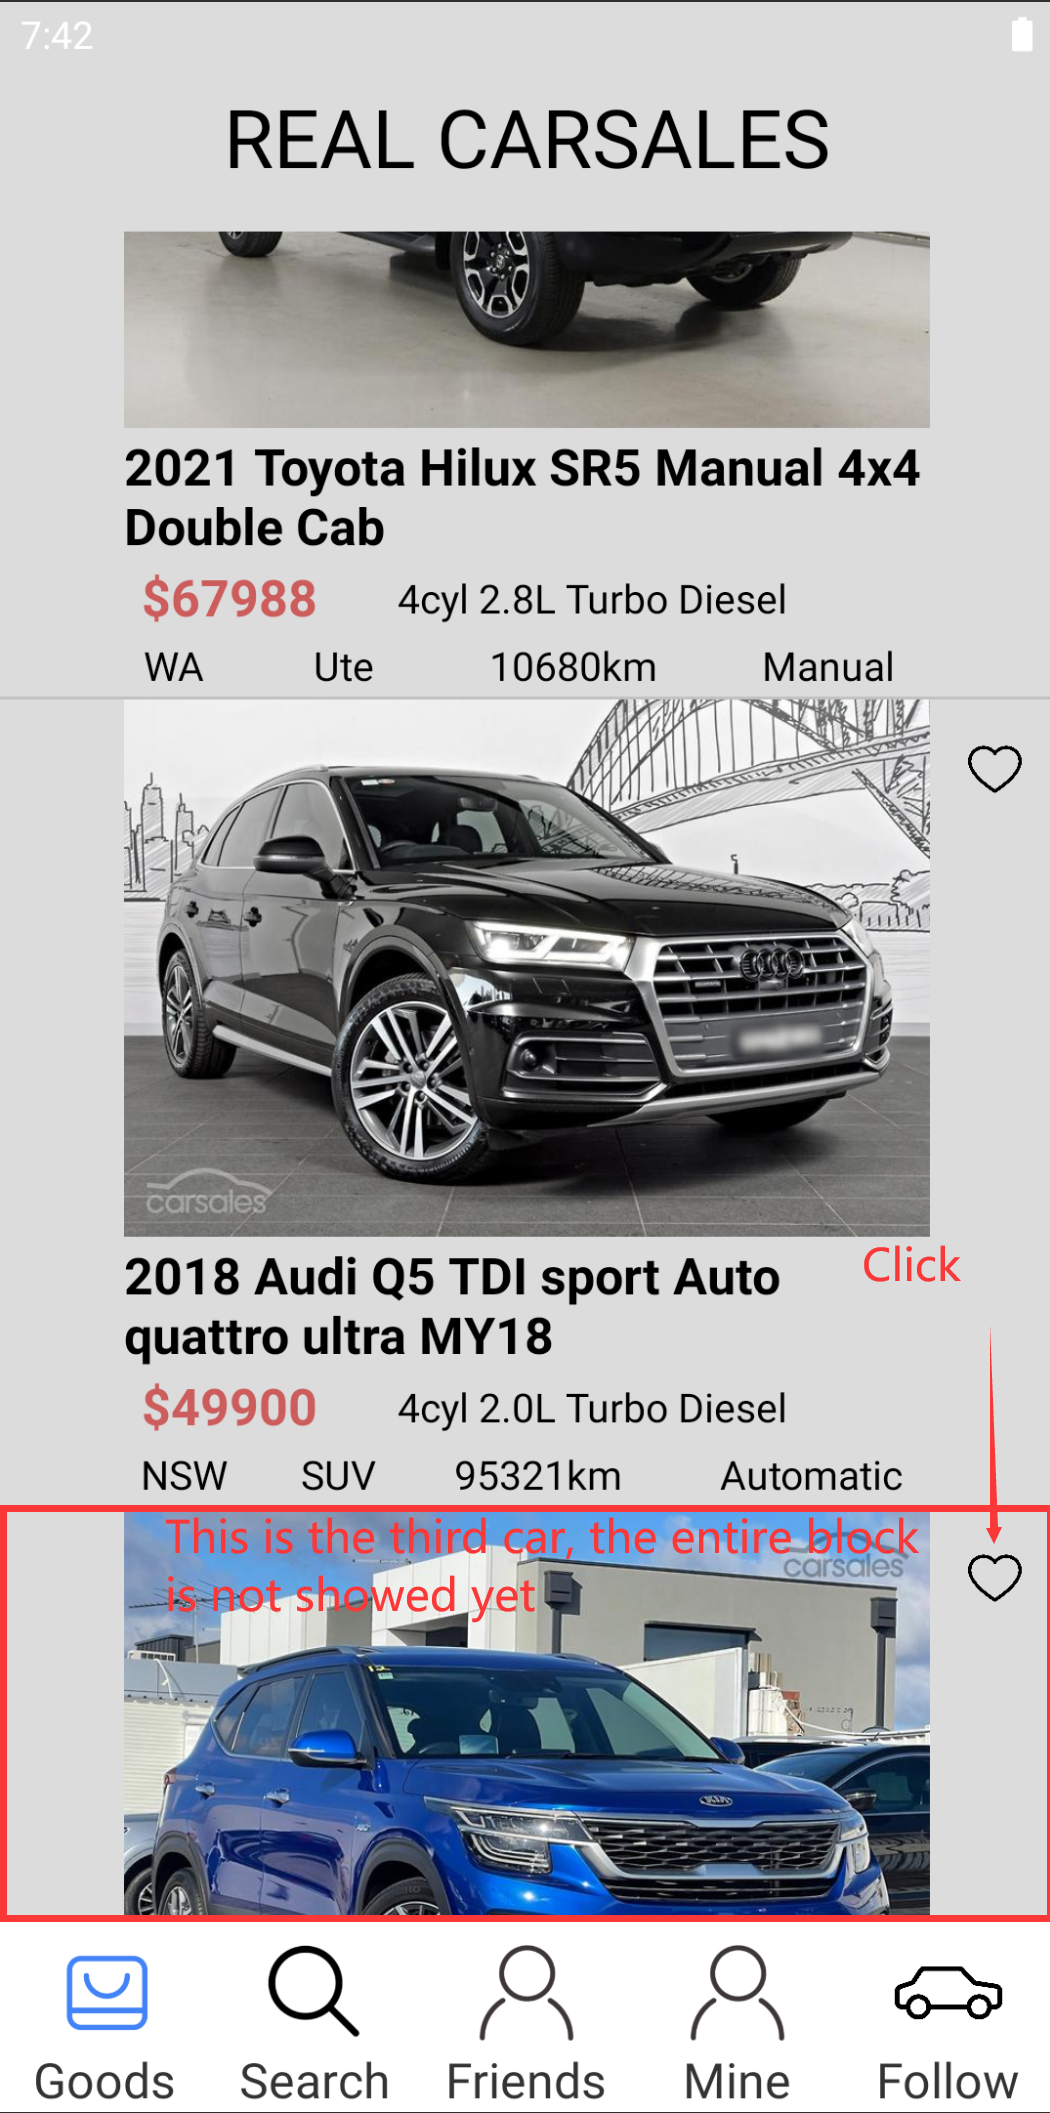 7:42
REAL CARSALES
2021 Toyota Hilux SR5 Manual 4x4
Double Cab
$67988 4cyl 2.8L Turbo Diesel
WA Ute 10680km Manual
carsales
2018 Audi Q5 TDI sport Auto
quattro ultra MY18
Click
$49900 4cyl 2.0L Turbo Diesel
NSW SUV 95321km Automatic
This is the third car, the entire block
is not showed yet
carsales
KIA
Goods Search Friends Mine Follow